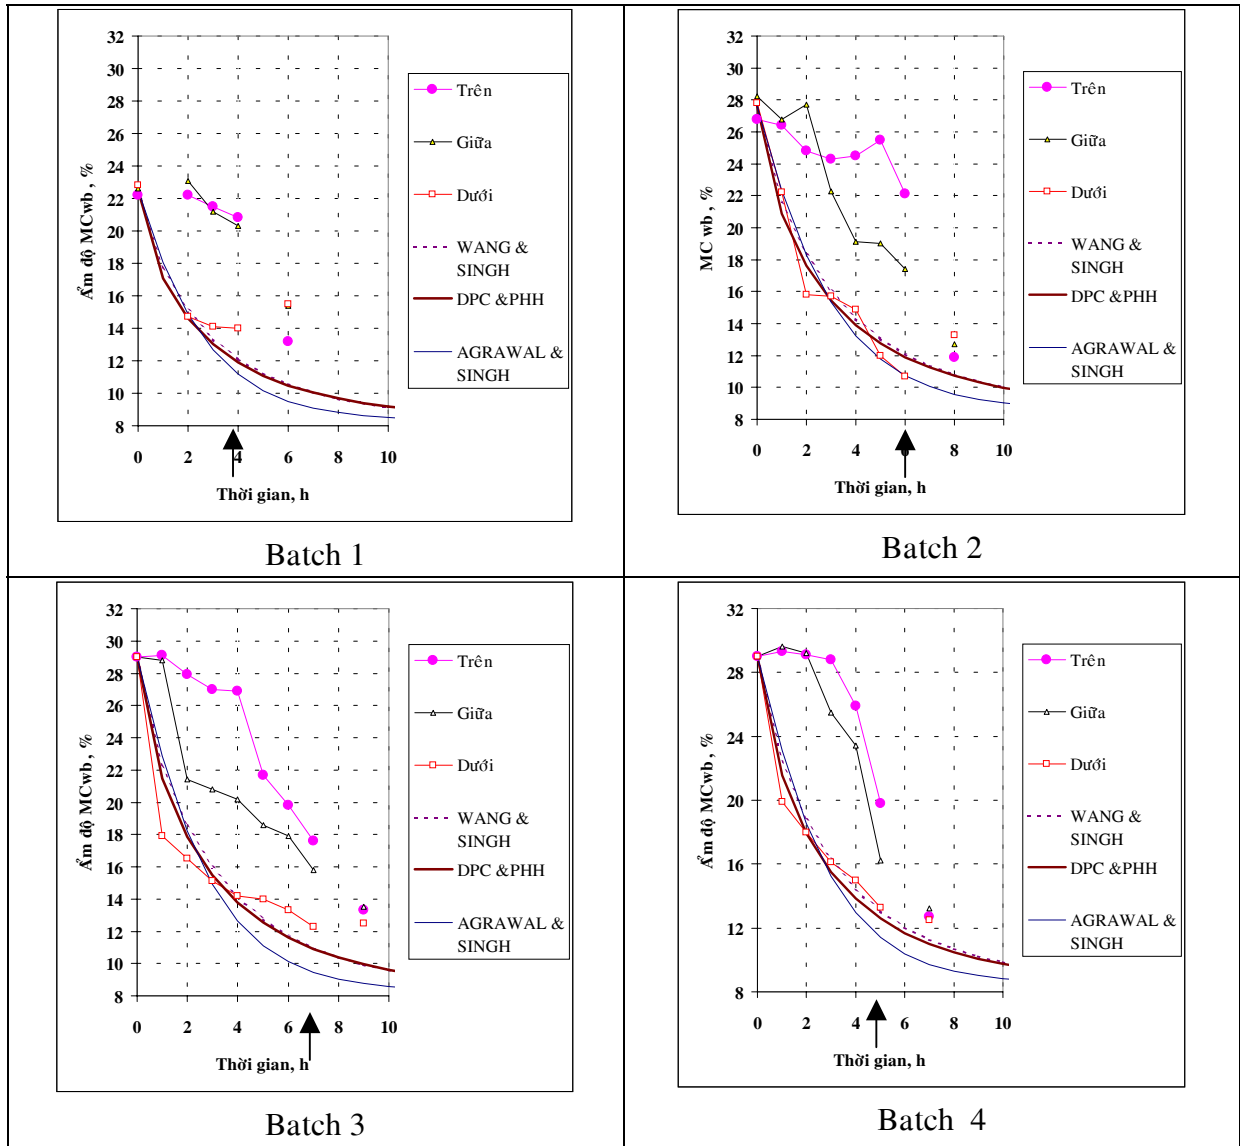 32
30
28
26
24
22
20
18
16
14
12
10
8
Ẩm độ MCwb , %
0 2 4 6 8 10
Thời gian, h
Trên
Giữa
Dưới
WANG &
SINGH
DPC &PHH
AGRAWAL &
SINGH
Batch 1
32
30
28
26
24
22
20
18
16
14
12
10
8
MC wb , %
0 2 4 6 8 10
Thời gian, h
Trên
Giữa
Dưới
WANG &
SINGH
DPC &PHH
AGRAWAL &
SINGH
Batch 2
32
30
28
26
24
22
20
18
16
14
12
10
8
Ẩm độ MCwb , %
0 2 4 6 8 10
Thời gian, h
Trên
Giữa
Dưới
WANG &
SINGH
DPC &PHH
AGRAWAL &
SINGH
Batch 3
32
28
24
20
16
12
8
Ẩm độ MCwb , %
0 2 4 6 8 10
Thời gian, h
Trên
Giữa
Dưới
WANG &
SINGH
DPC &PHH
AGRAWAL &
SINGH
Batch 4